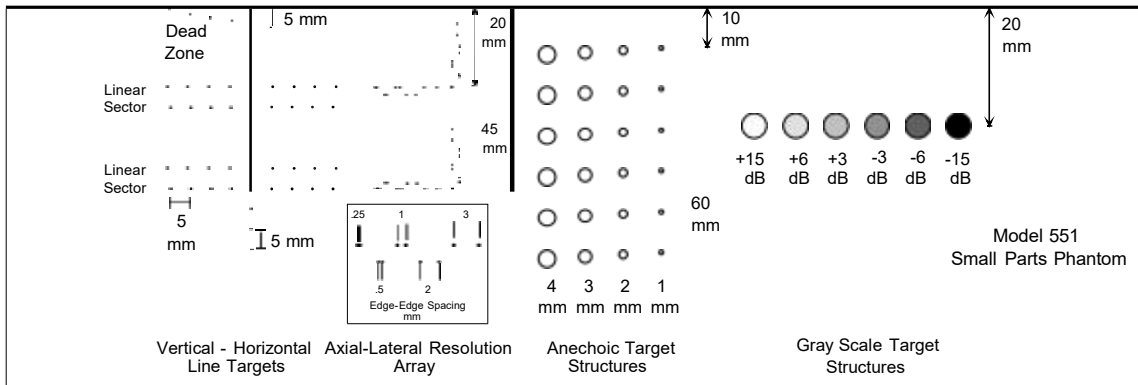 Dead
Zone
5 mm
20
mm
10
mm
20
mm
Linear
Sector
45
mm
Linear
Sector
5
mm
5 mm
.25
1
3
.5
2
Edge-Edge Spacing
mm
60
mm
4
mm
3
mm
2
mm
1
mm
+15
dB
+6
dB
+3
dB
-3
dB
-6
dB
-15
dB
Model 551
Small Parts Phantom
Vertical - Horizontal
Line Targets
Axial-Lateral Resolution
Array
Anechoic Target
Structures
Gray Scale Target
Structures